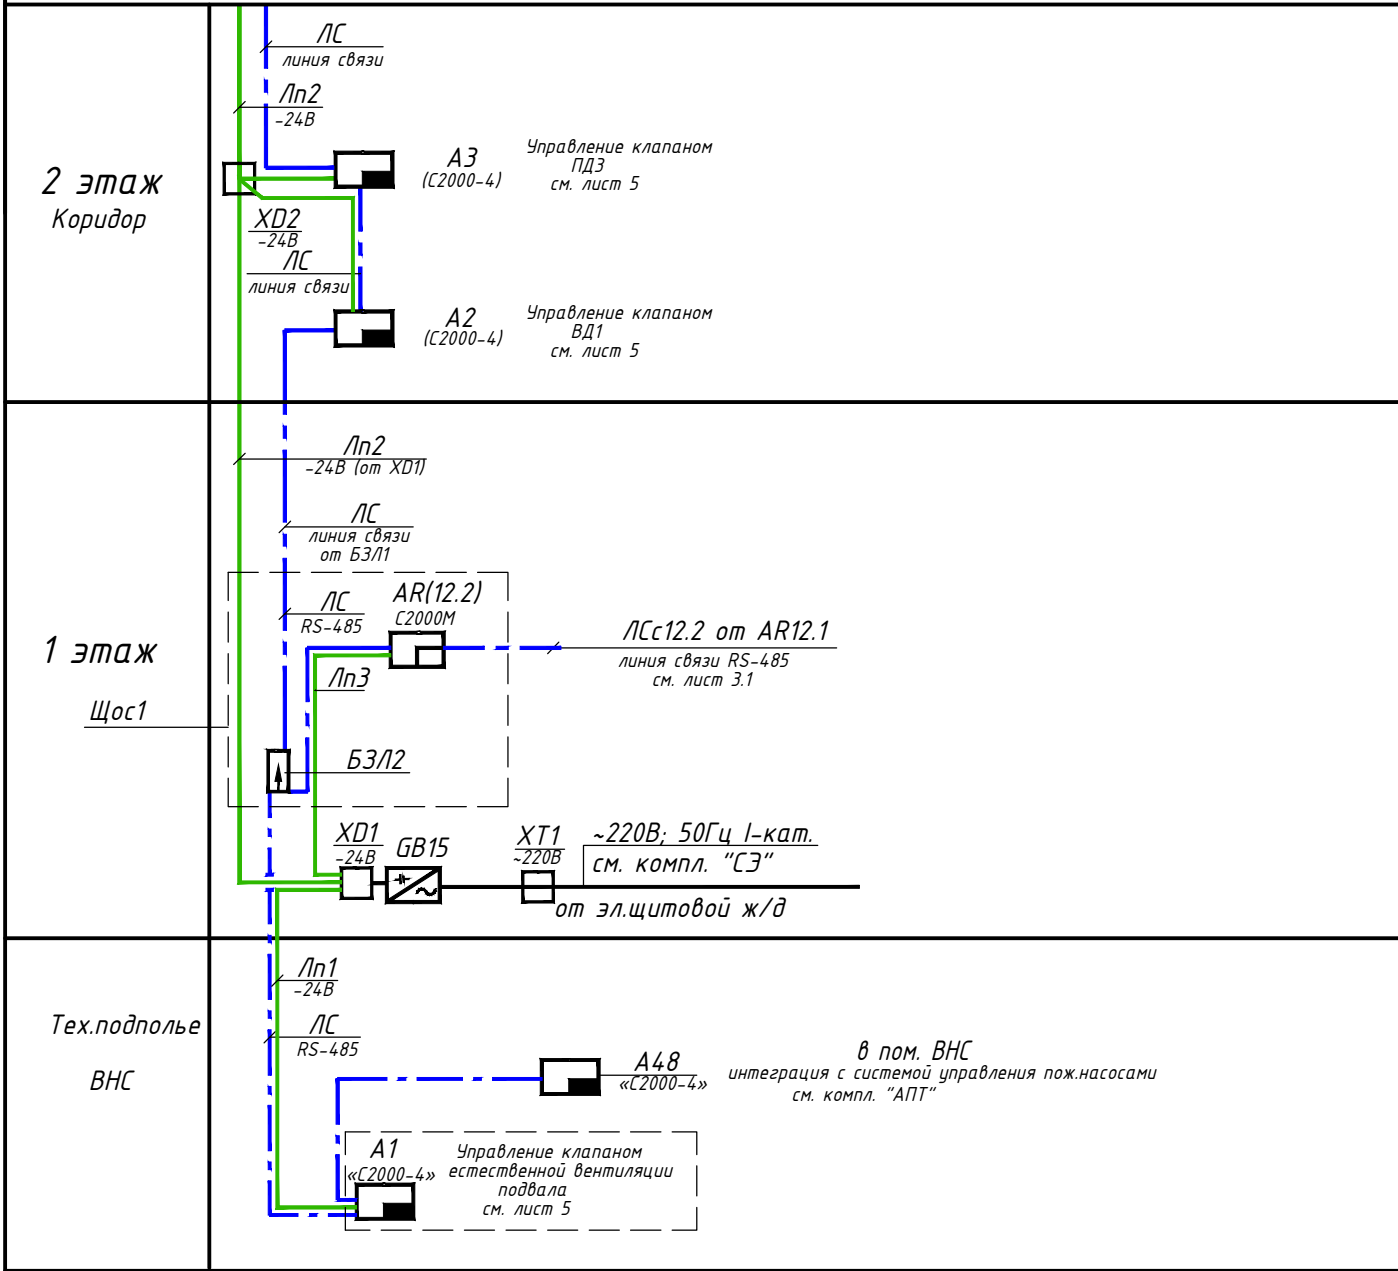 ЛС
линия связи
Лп2
-24В
2 этаж
Коридор
А3
(С2000-4)
Управление клапаном
ПД3
см. лист 5
XD2
-24В
ЛС
линия связи
А2
(С2000-4)
Управление клапаном
ВД1
см. лист 5
Лп2
-24В (от XD1)
ЛС
линия связи
от БЗЛ1
1 этаж
Щос1
AR(12.2)
С2000М
ЛС
RS-485
Лп3
ЛСс12.2 от AR12.1
линия связи RS-485
см. лист 3.1
БЗЛ2
XD1
-24В
GB15
XT1
~220В
~220В; 50Гц I-кат.
см. компл. "СЭ"
от эл.щитовой ж/д
Тех.подполье
ВНС
Лп1
-24В
ЛС
RS-485
А48
«С2000-4»
в пом. ВНС
интеграция с системой управления пож.насосами
см. компл. "АПТ"
А1
«С2000-4»
Управление клапаном
естественной вентиляции
подвала
см. лист 5